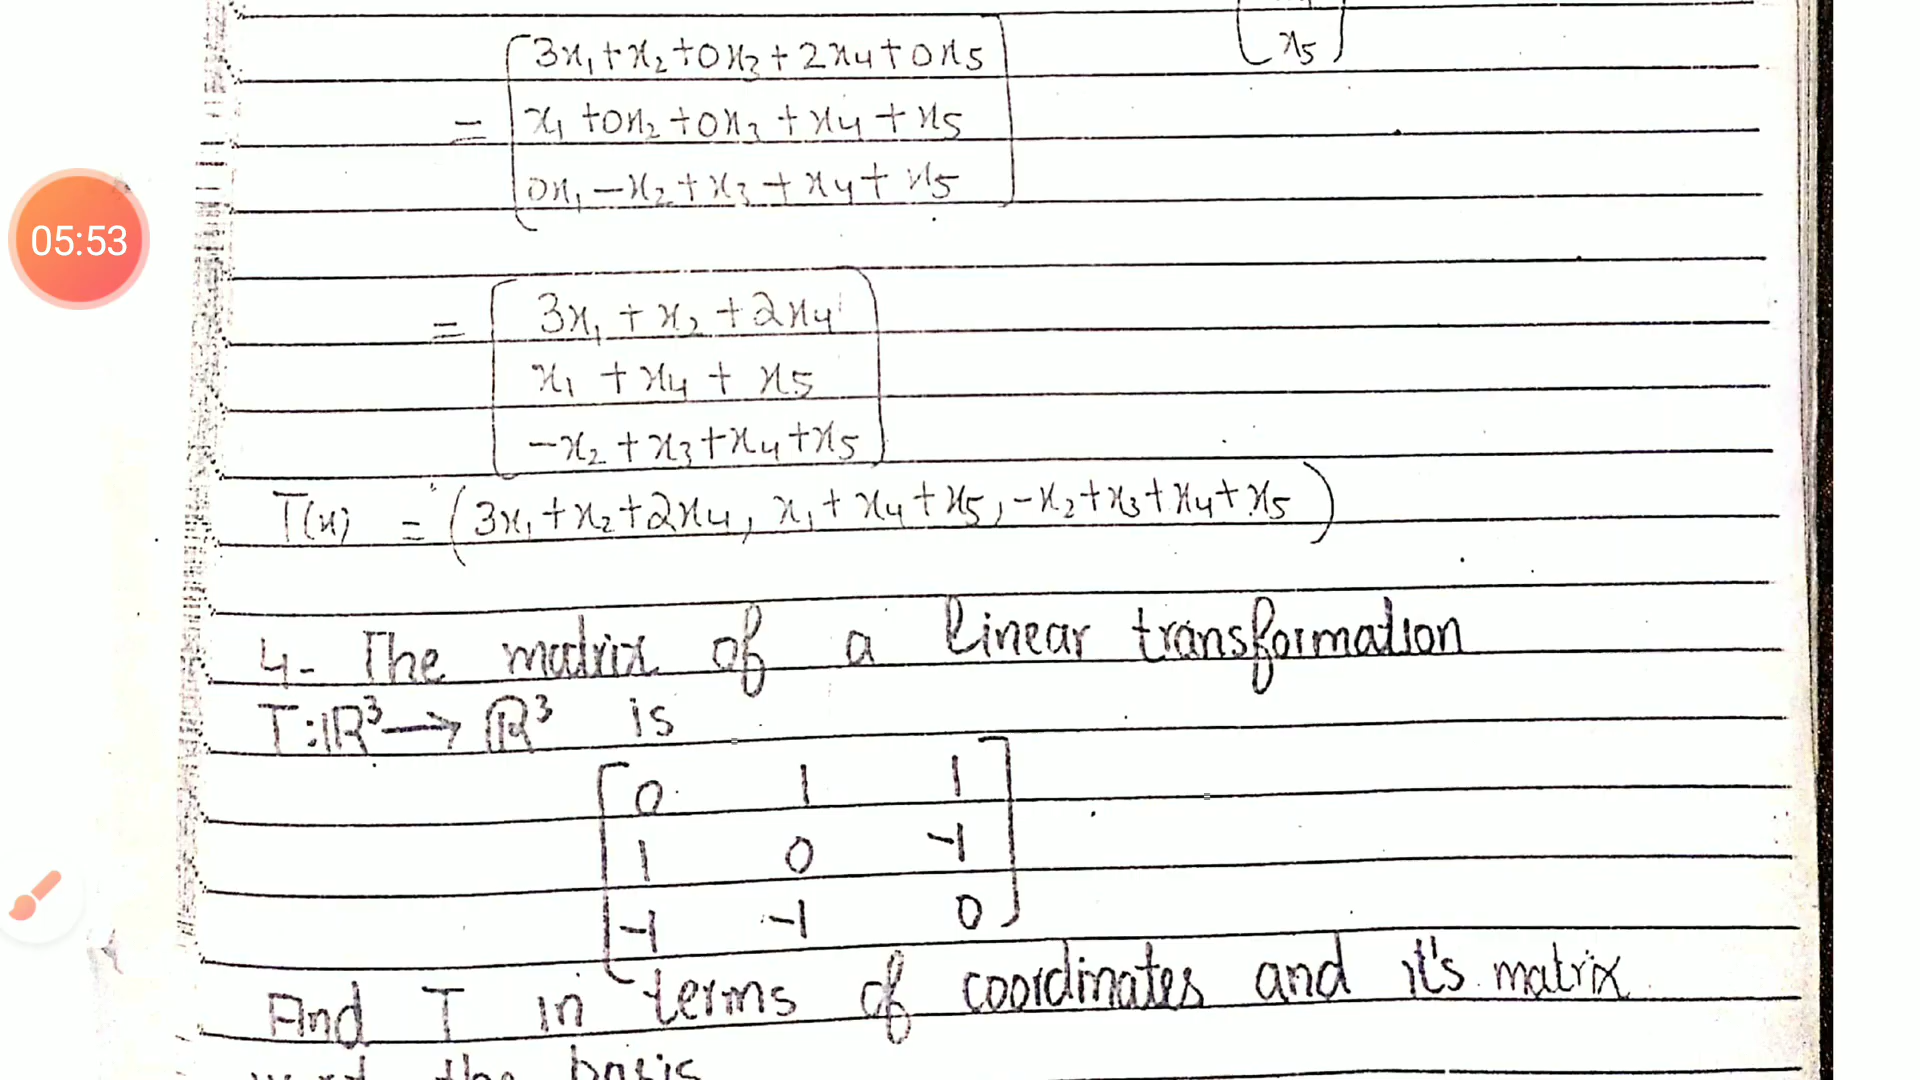 x5
3x1+x2+0x3+2x4+0x5
= x1+0x2+0x3+x4+x5
0x1-x2+x3+x4+x5
= 3x1+x2+2x4
x1+x4+x5
-x2+x3+x4+x5
T(x) = (3x1+x2+2x4, x1+x4+x5, -x2+x3+x4+x5)
05:53
4- The matrix of a linear transformation
T:R³→R³ is
0 1 1
1 0 -1
-1 -1 0
Find T in terms of coordinates and it's matrix
w.r.t the basis